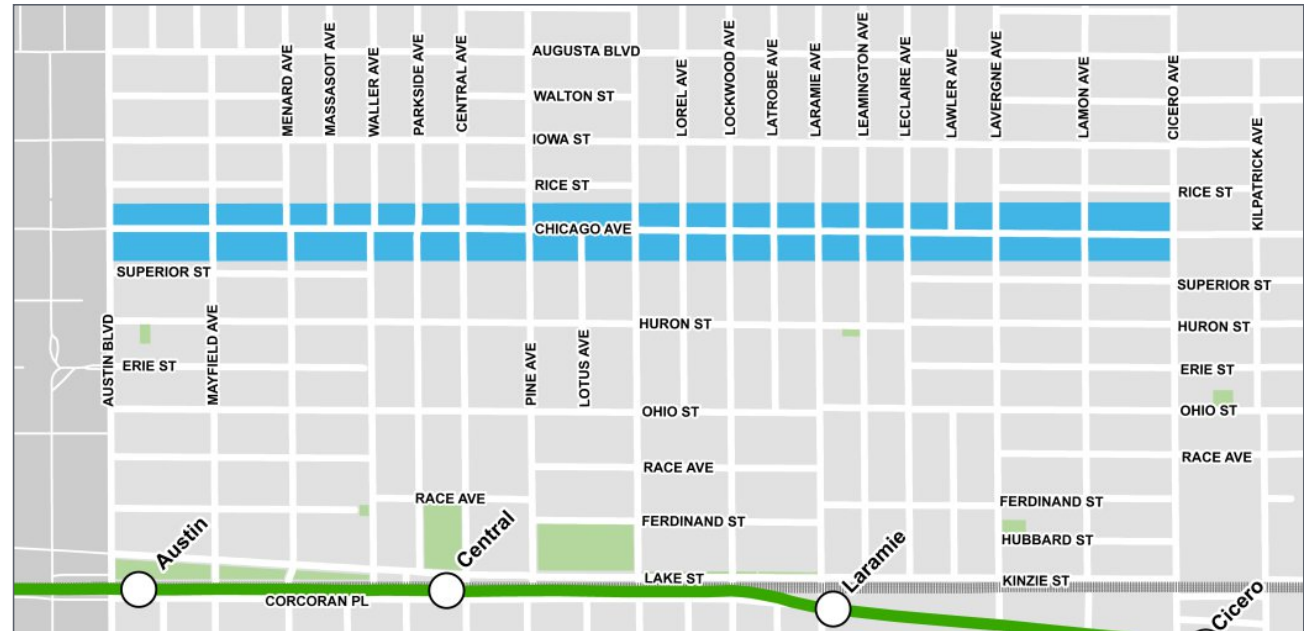 MENARD AVE
MASSASOIT AVE
WALLER AVE
PARKSIDE AVE
CENTRAL AVE
AUGUSTA BLVD
LOREL AVE
LOCKWOOD AVE
LATROBE AVE
LARAMIE AVE
LEAMINGTON AVE
LECLAIRE AVE
LAWLER AVE
LAVERGNE AVE
LAMON AVE
CICERO AVE
KILPATRICK AVE
WALTON ST
IOWA ST
RICE ST
RICE ST
CHICAGO AVE
SUPERIOR ST
SUPERIOR ST
AUSTIN BLVD
MAYFIELD AVE
PINE AVE
LOTUS AVE
HURON ST
HURON ST
ERIE ST
ERIE ST
OHIO ST
OHIO ST
RACE AVE
RACE AVE
RACE AVE
FERDINAND ST
FERDINAND ST
HUBBARD ST
Austin
Central
Laramie
Cicero
LAKE ST
KINZIE ST
CORCORAN PL